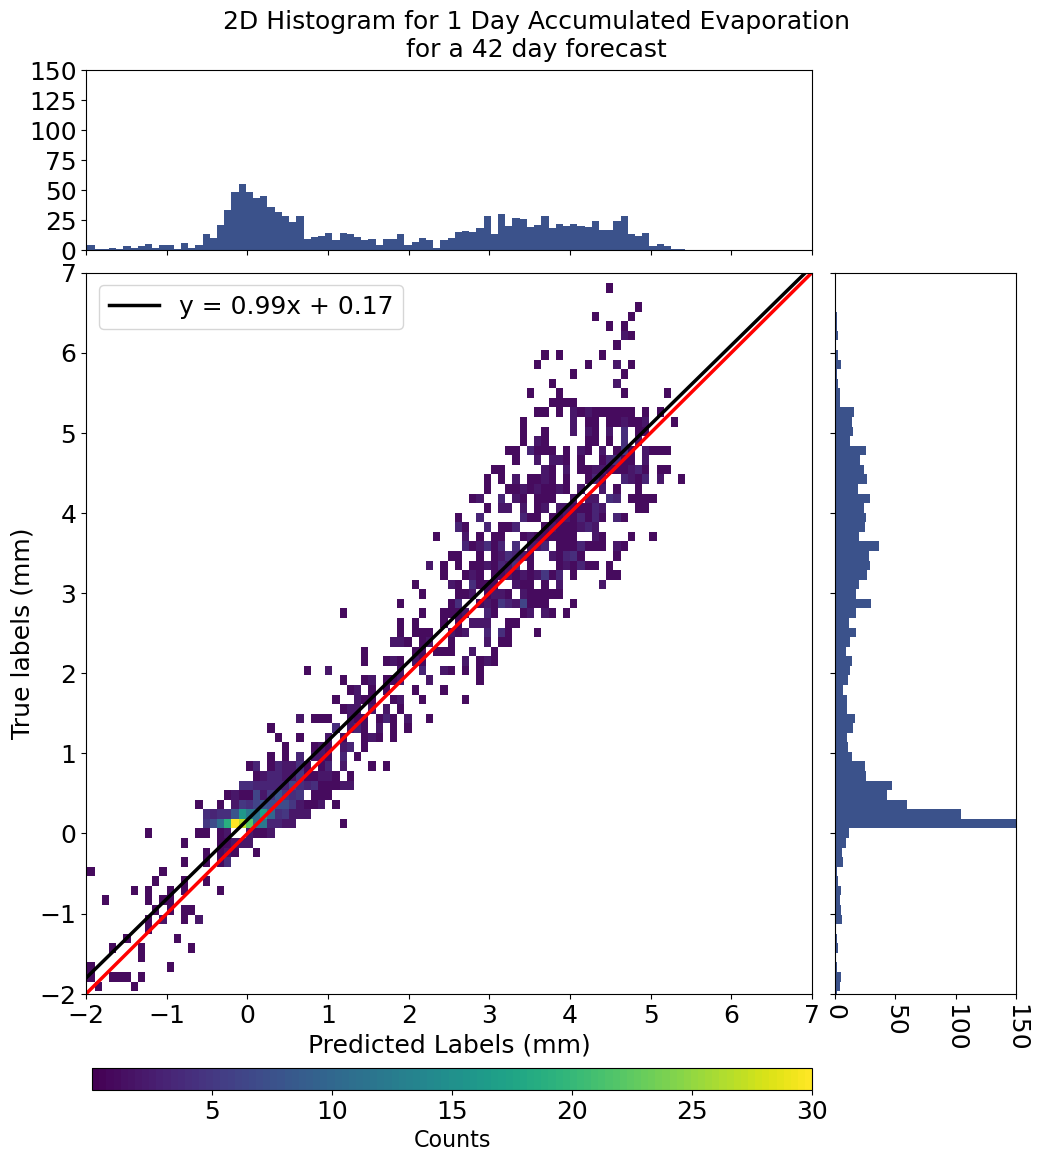 2D Histogram for 1 Day Accumulated Evaporation
for a 42 day forecast
150
125
100
75
50
25
0
7
6
5
4
3
2
1
0
−1
−2
True labels (mm)
y = 0.99x + 0.17
−2 −1 0 1 2 3 4 5 6 7
Predicted Labels (mm)
0 50 100 150
5 10 15 20 25 30
Counts